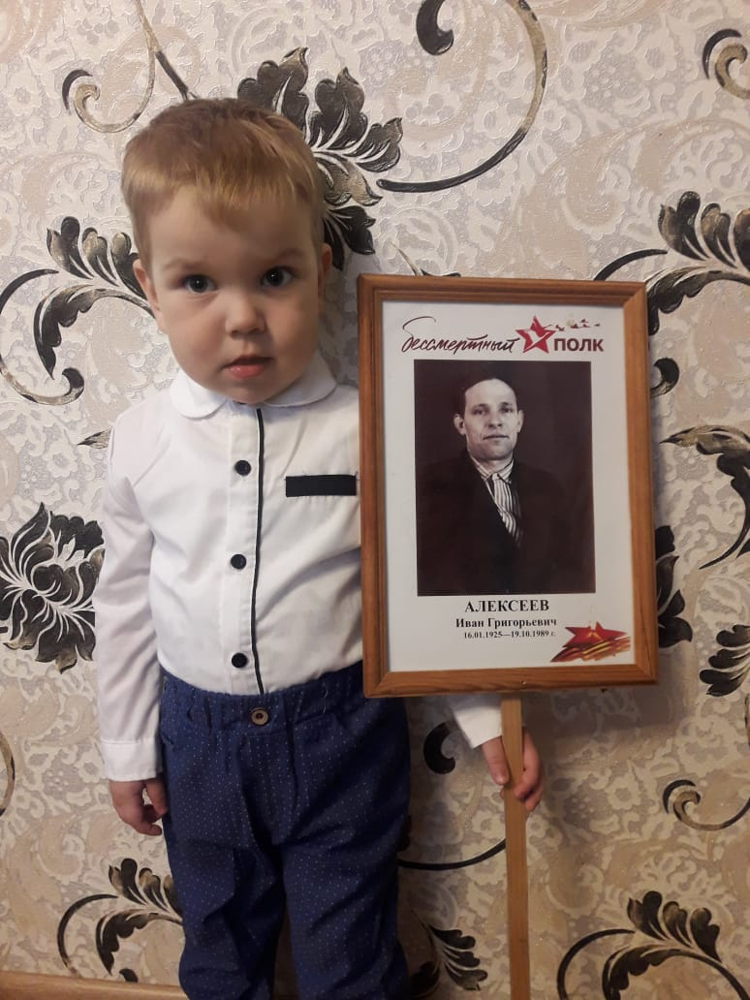 бессмертный ПОЛК
АЛЕКСЕЕВ
Иван Григорьевич
16.01.1925—19.10.1989 г.